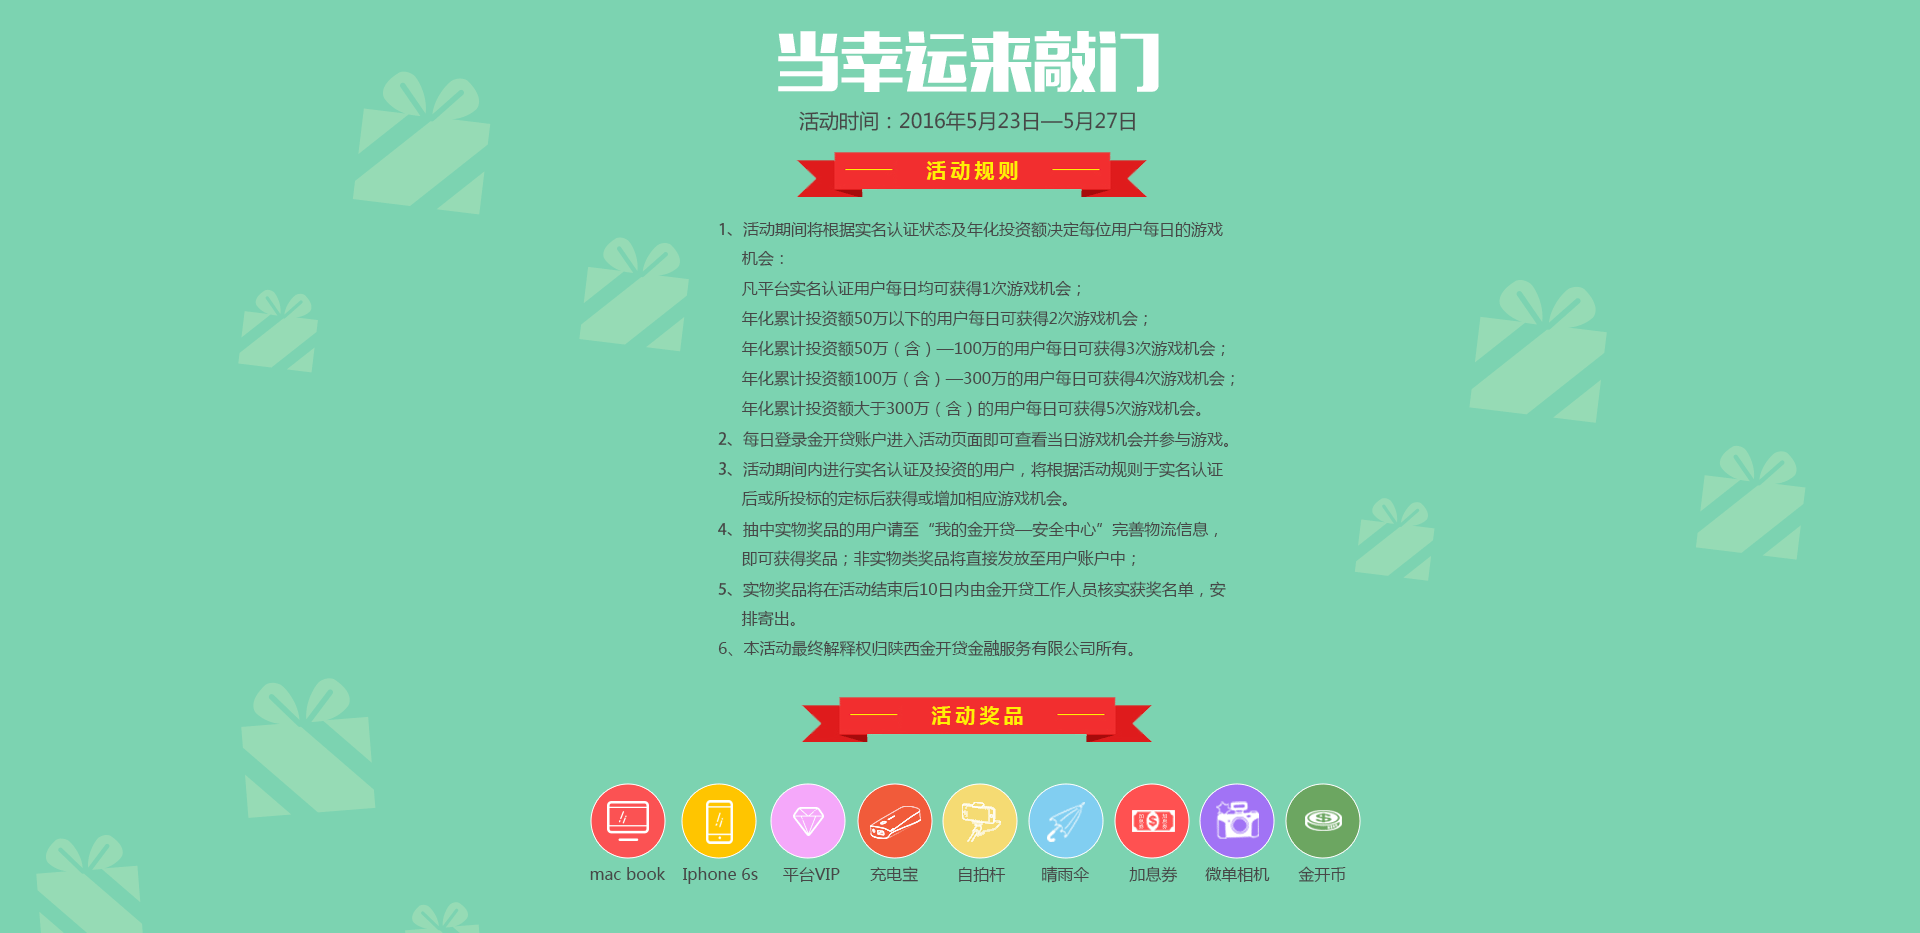 当幸运来敲门
活动时间：2016年5月23日—5月27日
活动规则
1、活动期间将根据实名认证状态及年化投资额决定每位用户每日的游戏
机会：
凡平台实名认证用户每日均可获得1次游戏机会；
年化累计投资额50万以下的用户每日可获得2次游戏机会；
年化累计投资额50万（含）—100万的用户每日可获得3次游戏机会；
年化累计投资额100万（含）—300万的用户每日可获得4次游戏机会；
年化累计投资额大于300万（含）的用户每日可获得5次游戏机会。
2、每日登录金开贷账户进入活动页面即可查看当日游戏机会并参与游戏。
3、活动期间内进行实名认证及投资的用户，将根据活动规则于实名认证
后或所投标的定标后获得或增加相应游戏机会。
4、抽中实物奖品的用户请至“我的金开贷—安全中心”完善物流信息，
即可获得奖品；非实物类奖品将直接发放至用户账户中；
5、实物奖品将在活动结束后10日内由金开贷工作人员核实获奖名单，安
排寄出。
6、本活动最终解释权归陕西金开贷金融服务有限公司所有。
活动奖品
mac book Iphone 6s 平台VIP 充电宝 自拍杆 晴雨伞 加息券 微单相机 金开币